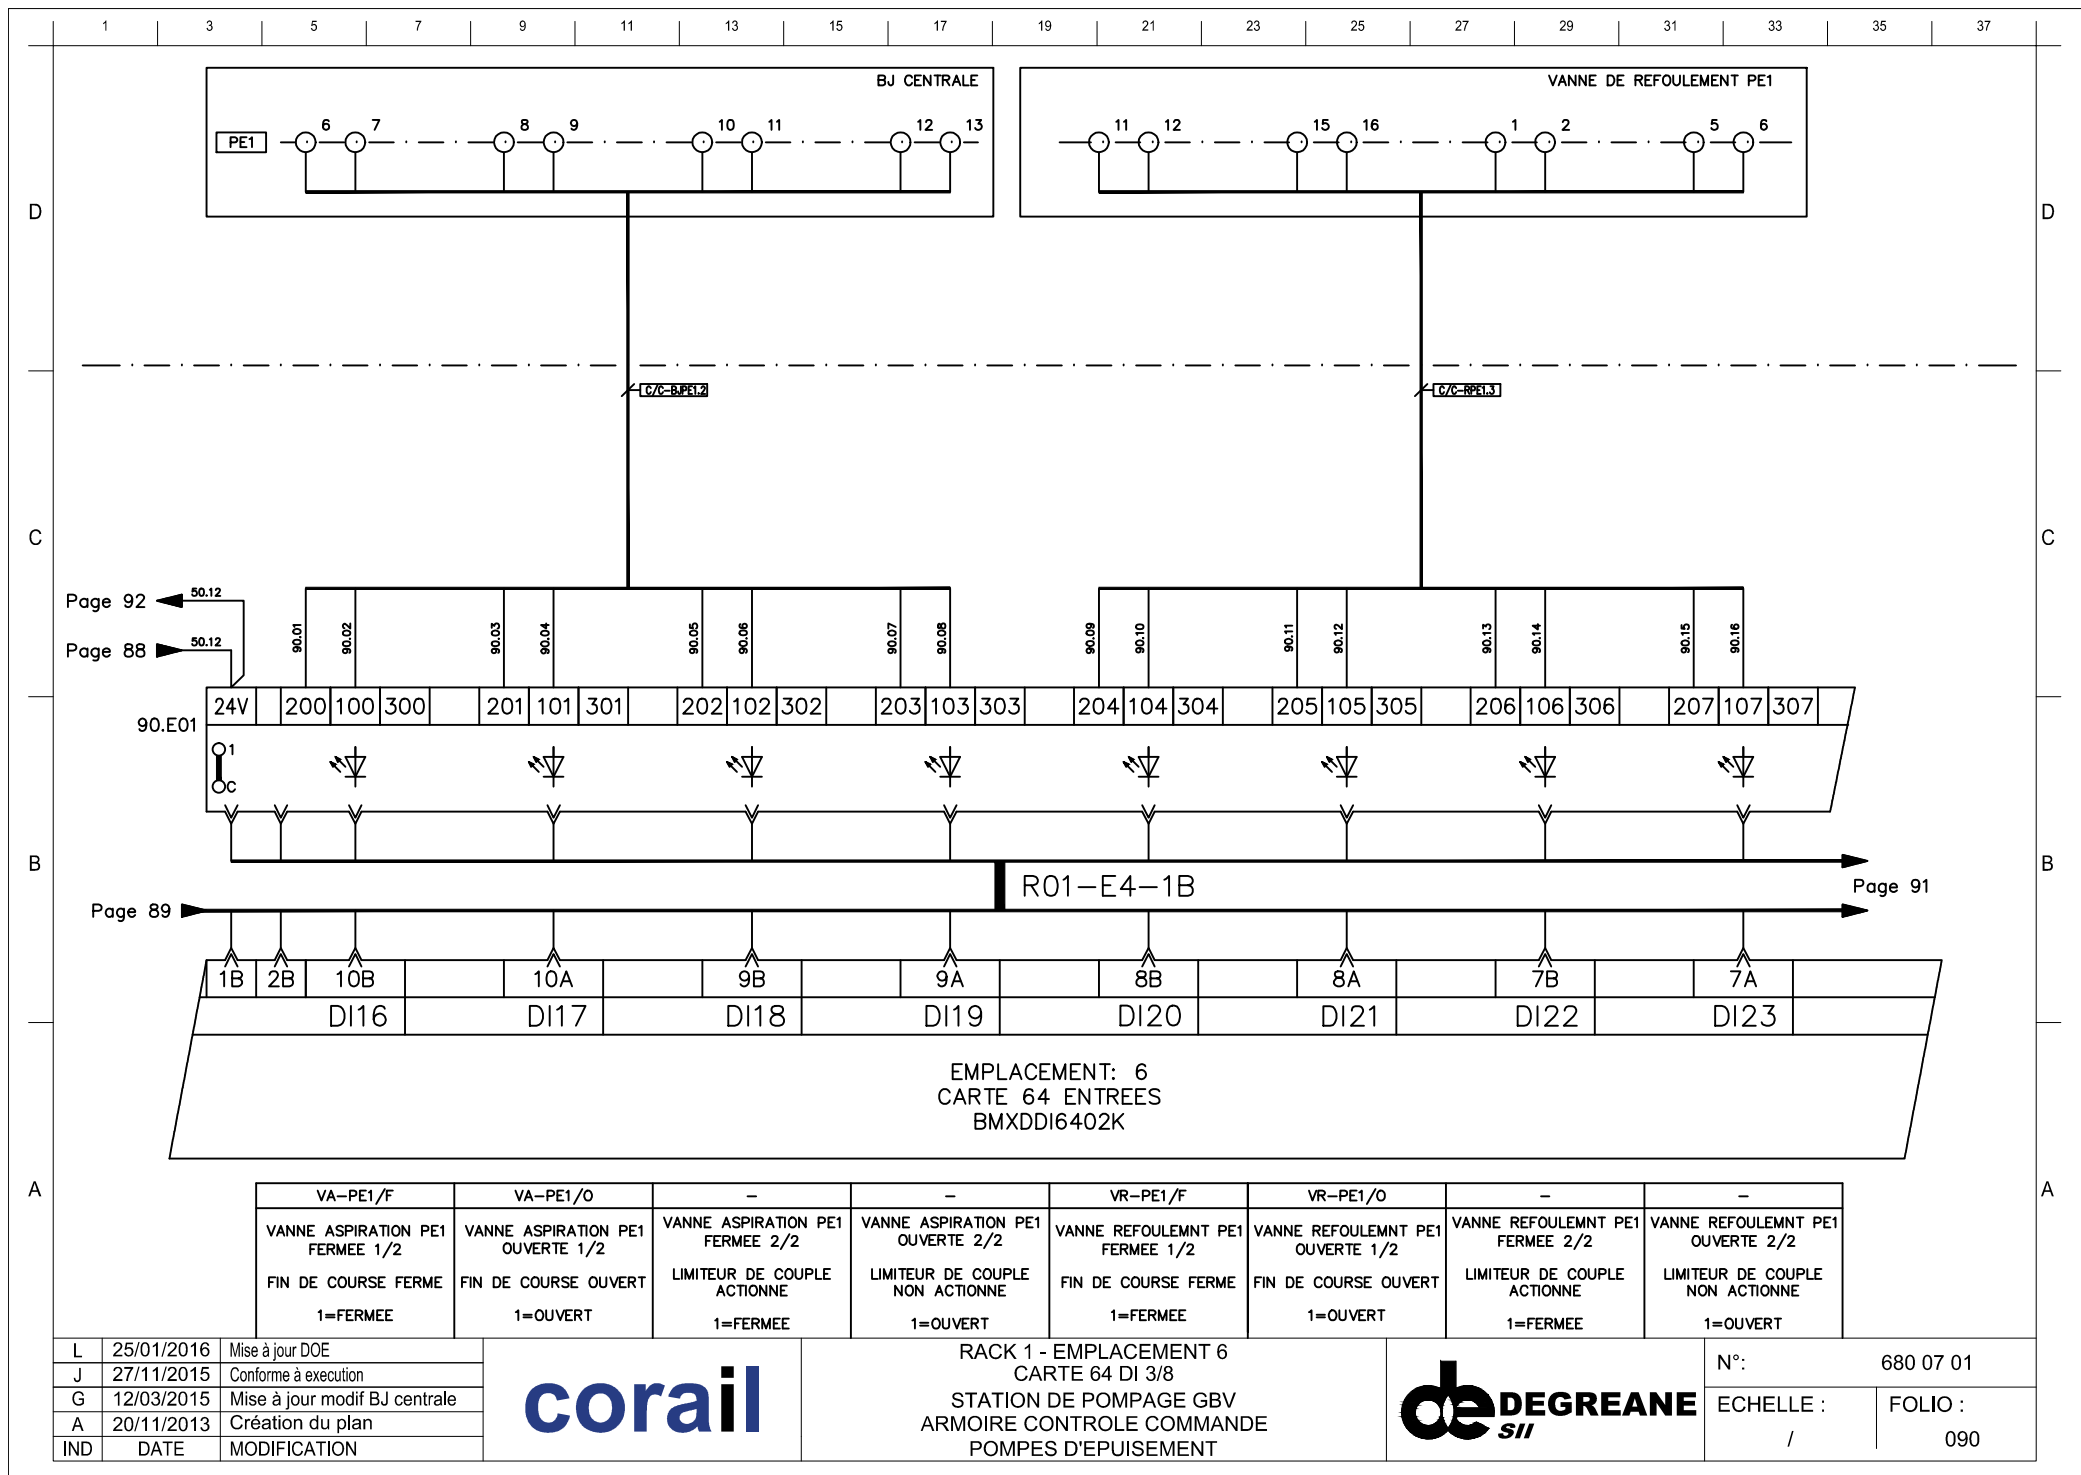 1 3 5 7 9 11 13 15 17 19 21 23 25 27 29 31 33 35 37
BJ CENTRALE
VANNE DE REFOULEMENT PE1
PE1 6 7 8 9 10 11 12 13
11 12 15 16 1 2 5 6
D D
C/C-BJPE1.2 C/C-RPE1.3
C C
Page 92 50.12
Page 88 50.12
90.01 90.02 90.03 90.04 90.05 90.06 90.07 90.08 90.09 90.10 90.11 90.12 90.13 90.14 90.15 90.16
24V 200 100 300 201 101 301 202 102 302 203 103 303 204 104 304 205 105 305 206 106 306 207 107 307
90.E01
1
C
B B
R01-E4-1B
Page 91
Page 89
1B 2B 10B 10A 9B 9A 8B 8A 7B 7A
DI16 DI17 DI18 DI19 DI20 DI21 DI22 DI23
EMPLACEMENT: 6
CARTE 64 ENTREES
BMXDDI6402K
A A
VA-PE1/F VA-PE1/O - - VR-PE1/F VR-PE1/O - -
VANNE ASPIRATION PE1
FERMEE 1/2
FIN DE COURSE FERME
1=FERMEE
VANNE ASPIRATION PE1
OUVERTE 1/2
FIN DE COURSE OUVERT
1=OUVERT
VANNE ASPIRATION PE1
FERMEE 2/2
LIMITEUR DE COUPLE
ACTIONNE
1=FERMEE
VANNE ASPIRATION PE1
OUVERTE 2/2
LIMITEUR DE COUPLE
NON ACTIONNE
1=OUVERT
VANNE REFOULEMNT PE1
FERMEE 1/2
FIN DE COURSE FERME
1=FERMEE
VANNE REFOULEMNT PE1
OUVERTE 1/2
FIN DE COURSE OUVERT
1=OUVERT
VANNE REFOULEMNT PE1
FERMEE 2/2
LIMITEUR DE COUPLE
ACTIONNE
1=FERMEE
VANNE REFOULEMNT PE1
OUVERTE 2/2
LIMITEUR DE COUPLE
NON ACTIONNE
1=OUVERT
L 25/01/2016 Mise à jour DOE
J 27/11/2015 Conforme à execution
G 12/03/2015 Mise à jour modif BJ centrale
A 20/11/2013 Création du plan
IND DATE MODIFICATION
corail
RACK 1 - EMPLACEMENT 6
CARTE 64 DI 3/8
STATION DE POMPAGE GBV
ARMOIRE CONTROLE COMMANDE
POMPES D'EPUISEMENT
de DEGREANE
SII
N°: 680 07 01
ECHELLE : FOLIO :
/ 090